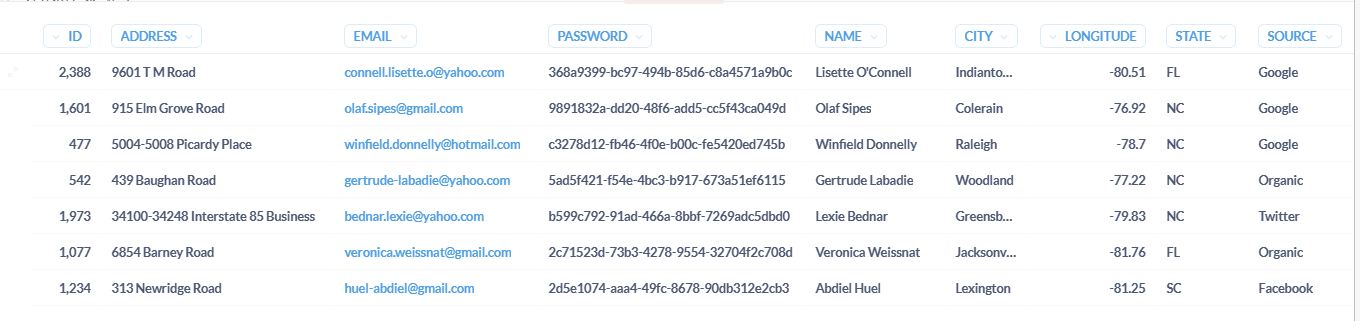 ID ADDRESS EMAIL PASSWORD NAME CITY LONGITUDE STATE SOURCE
2,388 9601 T M Road connell.lisette.o@yahoo.com 368a9399-bc97-494b-85d6-c8a4571a9b0c Lisette O'Connell Indianto... -80.51 FL Google
1,601 915 Elm Grove Road olaf.sipes@gmail.com 9891832a-dd20-48f6-add5-cc5f43ca049d Olaf Sipes Colerain -76.92 NC Google
477 5004-5008 Picardy Place winfield.donnelly@hotmail.com c3278d12-fb46-4f0e-b00c-fe5420ed745b Winfield Donnelly Raleigh -78.7 NC Google
542 439 Baughan Road gertrude-labadie@yahoo.com 5ad5f421-f54e-4bc3-b917-673a51ef6115 Gertrude Labadie Woodland -77.22 NC Organic
1,973 34100-34248 Interstate 85 Business bednar.lexie@yahoo.com b599c792-91ad-466a-8bbf-7269adc5dbd0 Lexie Bednar Greensb... -79.83 NC Twitter
1,077 6854 Barney Road veronica.weissnat@gmail.com 2c71523d-73b3-4278-9554-32704f2c708d Veronica Weissnat Jacksonv... -81.76 FL Organic
1,234 313 Newridge Road huel-abdiel@gmail.com 2d5e1074-aaa4-49fc-8678-90db312e2cb3 Abdiel Huel Lexington -81.25 SC Facebook